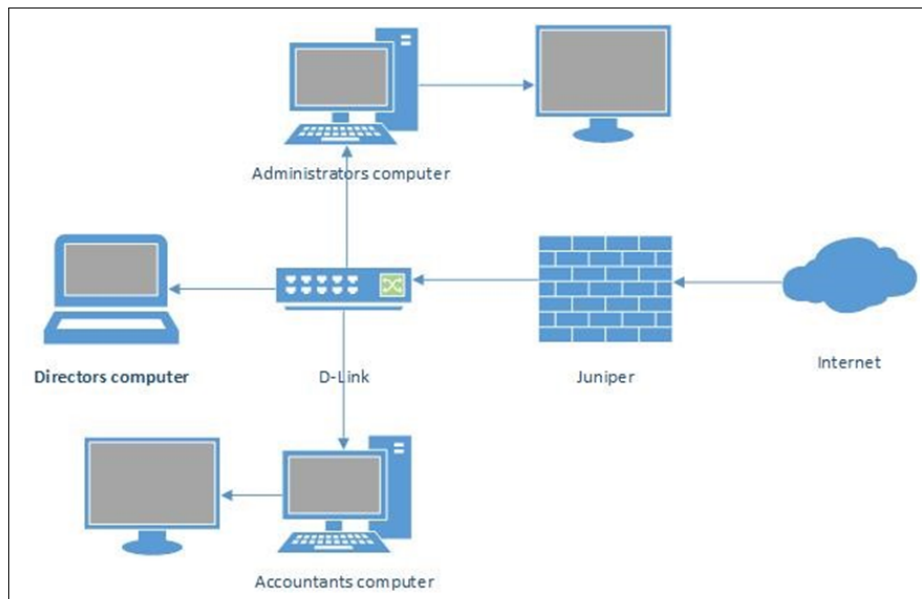 Administrators computer
Directors computer
D-Link
Juniper
Internet
Accountants computer